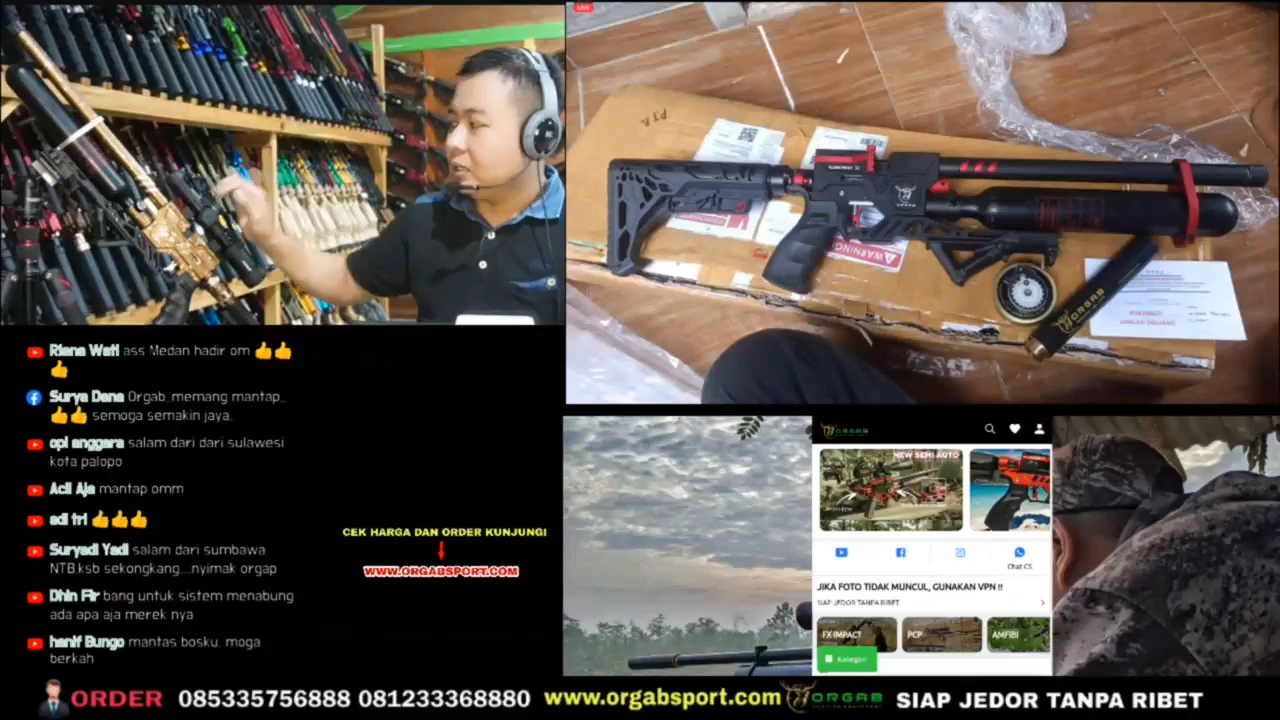 LIVE
WARNING
ORGAB
Riana Wati ass Medan hadir om 👍👍
👍
Surya Dana Orgab..memang mantap..
👍👍 semoga semakin jaya.
opi anggara salam dari dari sulawesi
kota palopo
Acil Aja mantap omm
adi tri 👍👍👍
Suryadi Yadi salam dari sumbawa
NTB.ksb sekongkang....nyimak orgap
Dhin Fir bang untuk sistem menabung
ada apa aja merek nya
hanif Bungo mantas bosku. moga
berkah
CEK HARGA DAN ORDER KUNJUNGI
WWW.ORGABSPORT.COM
ORGAB
NEW SEMI AUTO
Chat CS
JIKA FOTO TIDAK MUNCUL, GUNAKAN VPN !!
SIAP JEDOR TANPA RIBET
FX IMPACT
PCP
AMFIBI
Kategori
ORDER 085335756888 081233368880 www.orgabsport.com ORGAB SIAP JEDOR TANPA RIBET